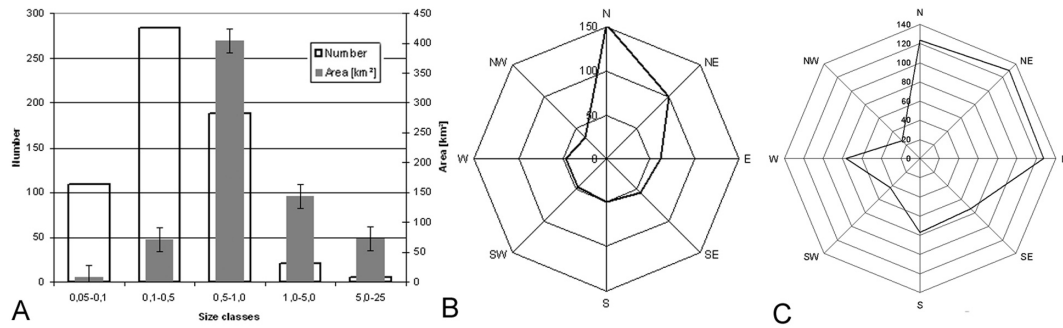 300
250
200
150
100
50
0
Number
450
400
350
300
250
200
150
100
50
0
Area [km²]
Number
Area [km²]
0,05-0,1 0,1-0,5 0,5-1,0 1,0-5,0 5,0-25
Size classes
A
N
NE
E
SE
S
SW
W
NW
150
100
50
0
B
N
NE
SE
S
SW
W
NW
140
120
100
80
60
40
20
0
C